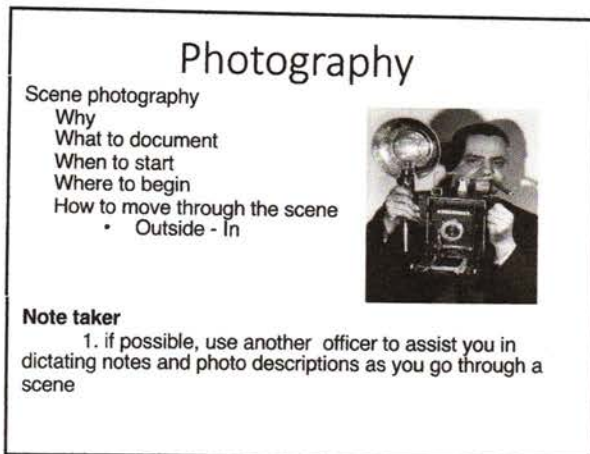 Photography
Scene photography
Why
What to document
When to start
Where to begin
How to move through the scene
• Outside - In
Note taker
1. if possible, use another officer to assist you in
dictating notes and photo descriptions as you go through a
scene